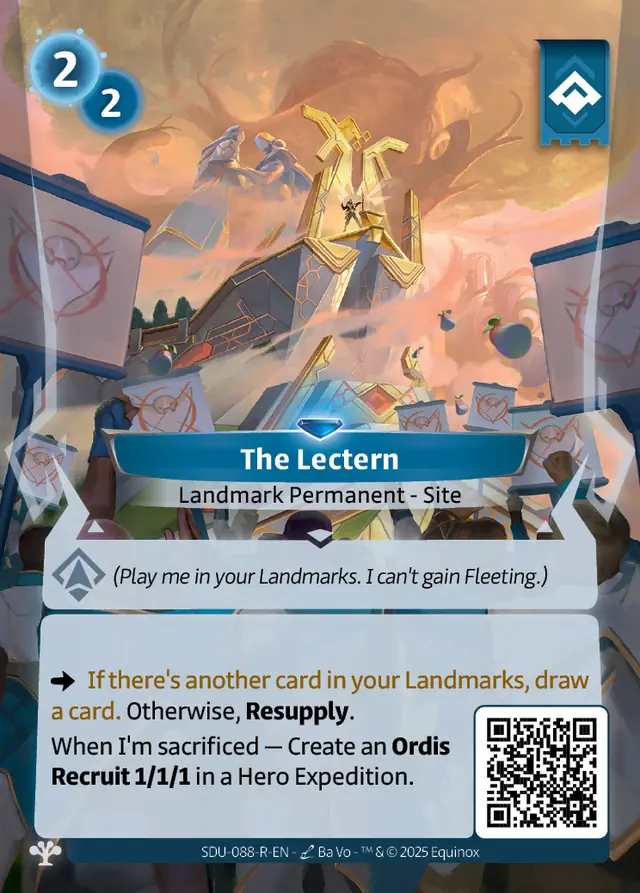 2
2
The Lectern
Landmark Permanent - Site
(Play me in your Landmarks. I can't gain Fleeting.)
If there's another card in your Landmarks, draw
a card. Otherwise, Resupply.
When I'm sacrificed — Create an Ordis
Recruit 1/1/1 in a Hero Expedition.
SDU-088-R-EN - Ba Vo - ™ & © 2025 Equinox